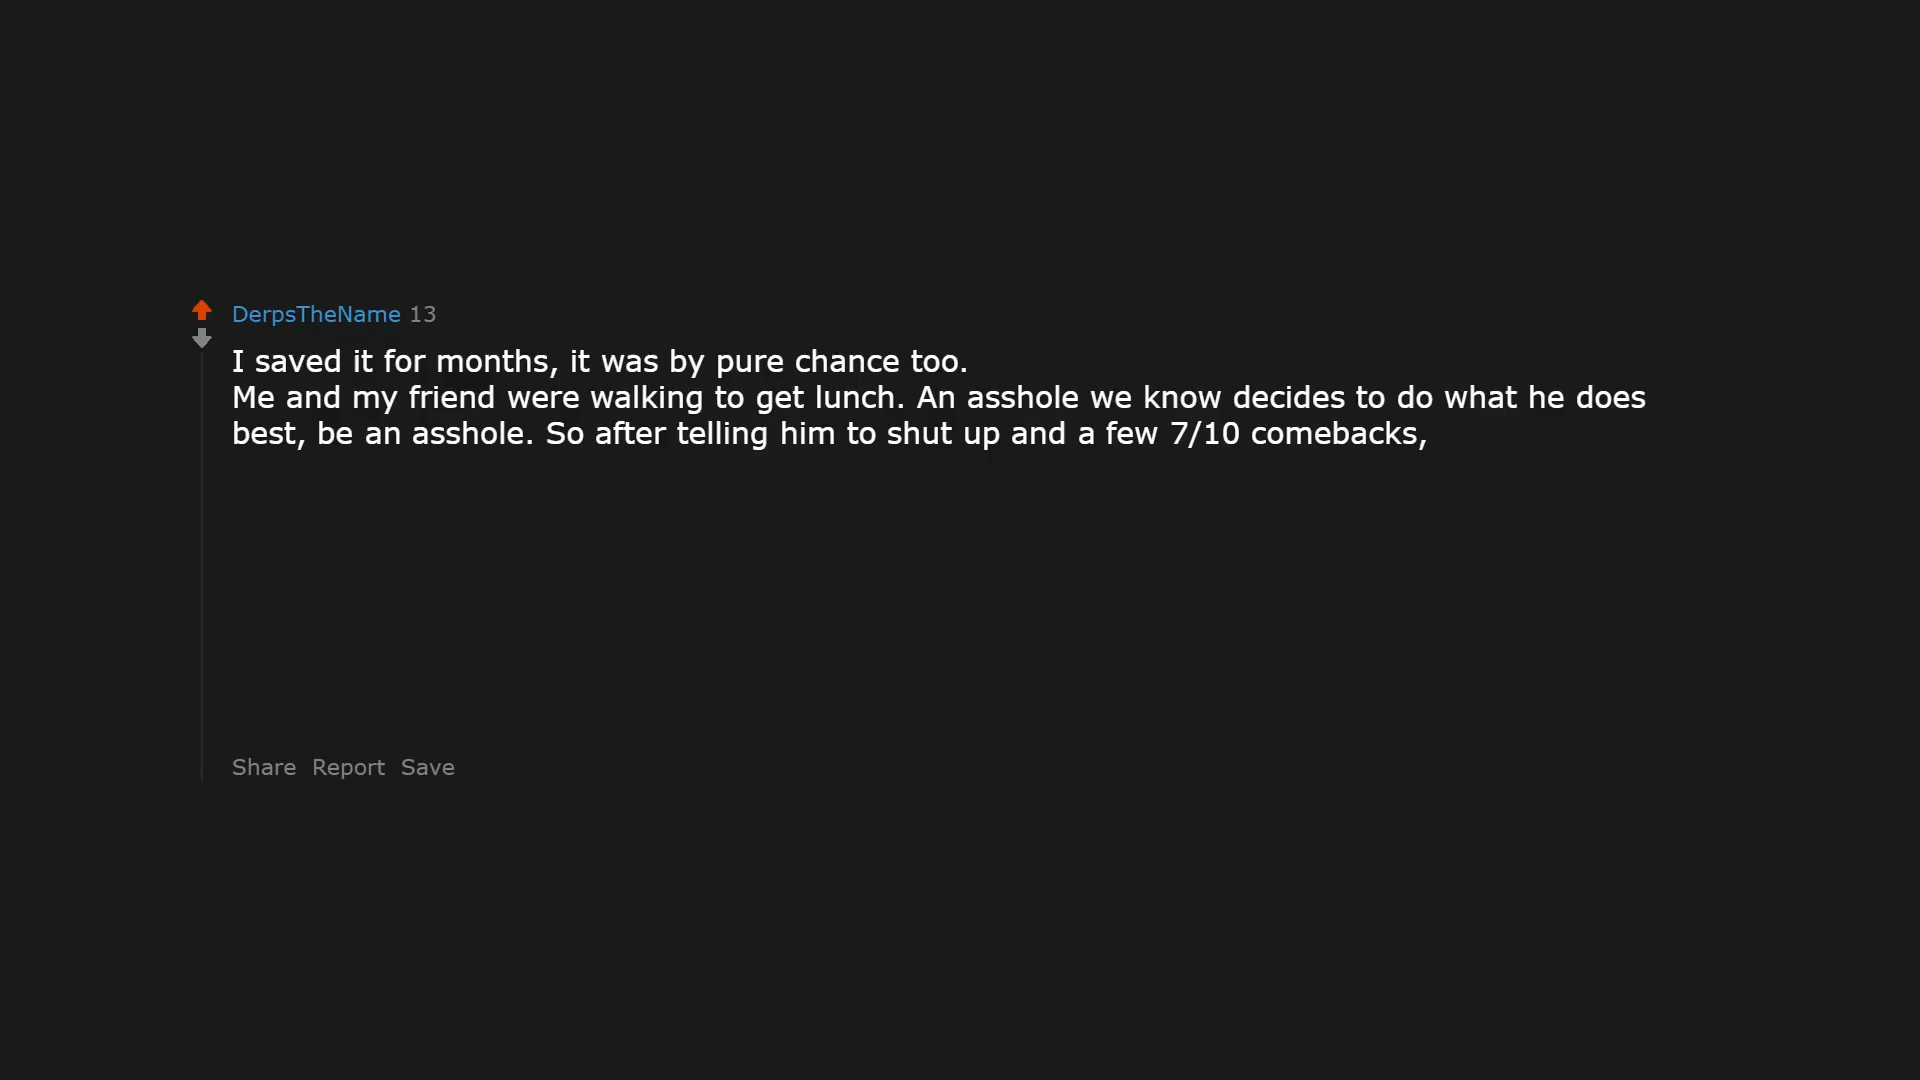 DerpsTheName 13
I saved it for months, it was by pure chance too.
Me and my friend were walking to get lunch. An asshole we know decides to do what he does
best, be an asshole. So after telling him to shut up and a few 7/10 comebacks,
Share Report Save